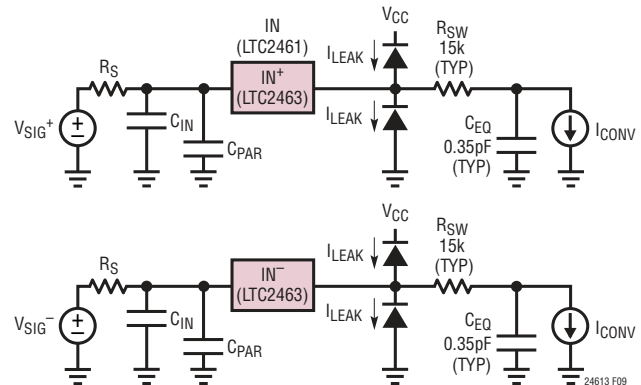 IN
(LTC2461)
IN+
(LTC2463)
VCC
ILEAK
ILEAK
RSW
15k
(TYP)
RS
VSIG+
CIN
CPAR
CEQ
0.35pF
(TYP)
ICONV
IN−
(LTC2463)
VCC
ILEAK
ILEAK
RSW
15k
(TYP)
RS
VSIG−
CIN
CPAR
CEQ
0.35pF
(TYP)
ICONV
24613 F09